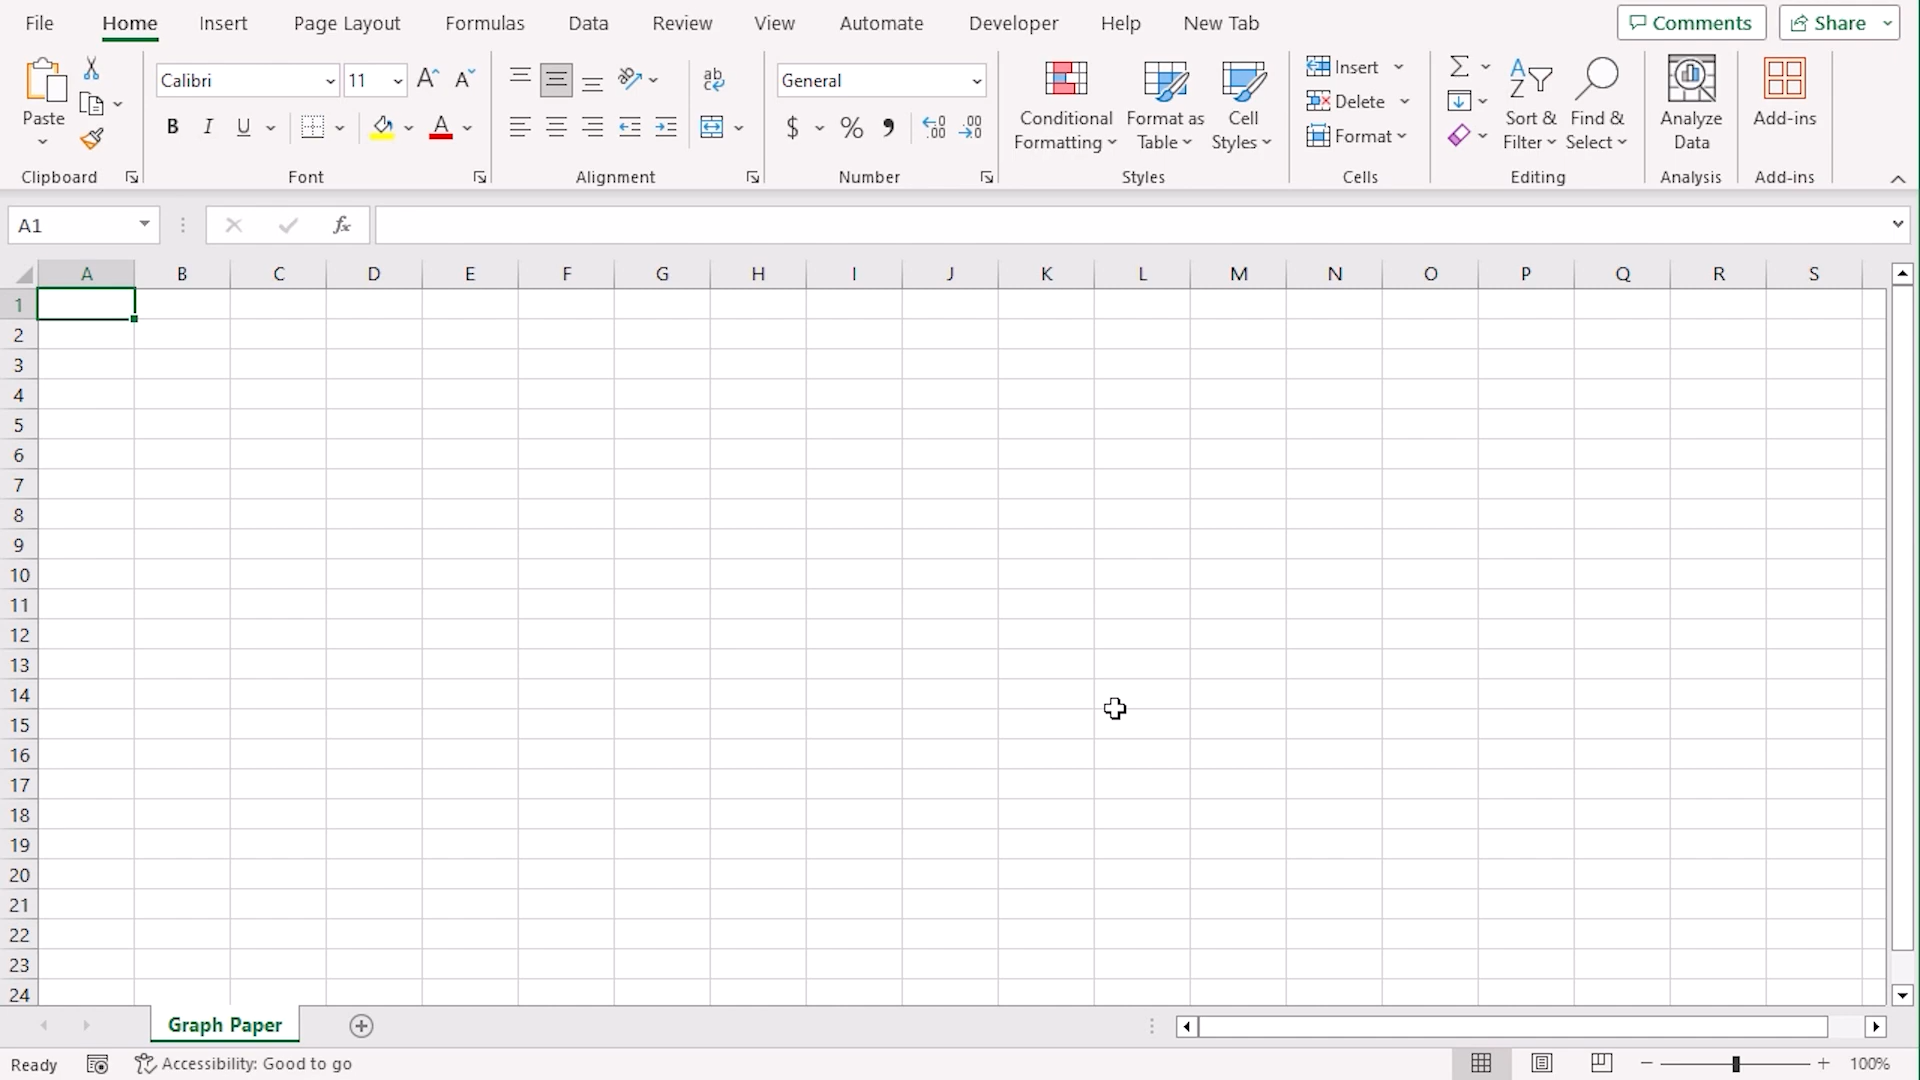 File Home Insert Page Layout Formulas Data Review View Automate Developer Help New Tab Comments Share
Paste
Clipboard
Calibri 11
B I U A
Font
ab
Alignment
General
$ % 9
Number
Conditional Formatting
Format as Table
Cell Styles
Styles
Insert
Delete
Format
Cells
Sort & Filter
Find & Select
Editing
Analyze Data
Analysis
Add-ins
Add-ins
A1 fx
A B C D E F G H I J K L M N O P Q R S
1
2
3
4
5
6
7
8
9
10
11
12
13
14
15
16
17
18
19
20
21
22
23
24
Graph Paper
Ready Accessibility: Good to go 100%